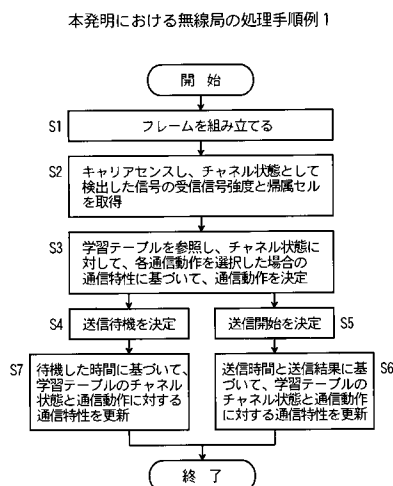 本発明における無線局の処理手順例1
開 始
S1
フレームを組み立てる
S2
キャリアセンスし、チャネル状態として
検出した信号の受信信号強度と帰属セル
を取得
S3
学習テーブルを参照し、チャネル状態に
対して、各通信動作を選択した場合の
通信特性に基づいて、通信動作を決定
S4
送信待機を決定
送信開始を決定
S5
S7
待機した時間に基づいて、
学習テーブルのチャネル
状態と通信動作に対する
通信特性を更新
送信時間と送信結果に基
づいて、学習テーブルの
チャネル状態と通信動作
に対する通信特性を更新
S6
終 了